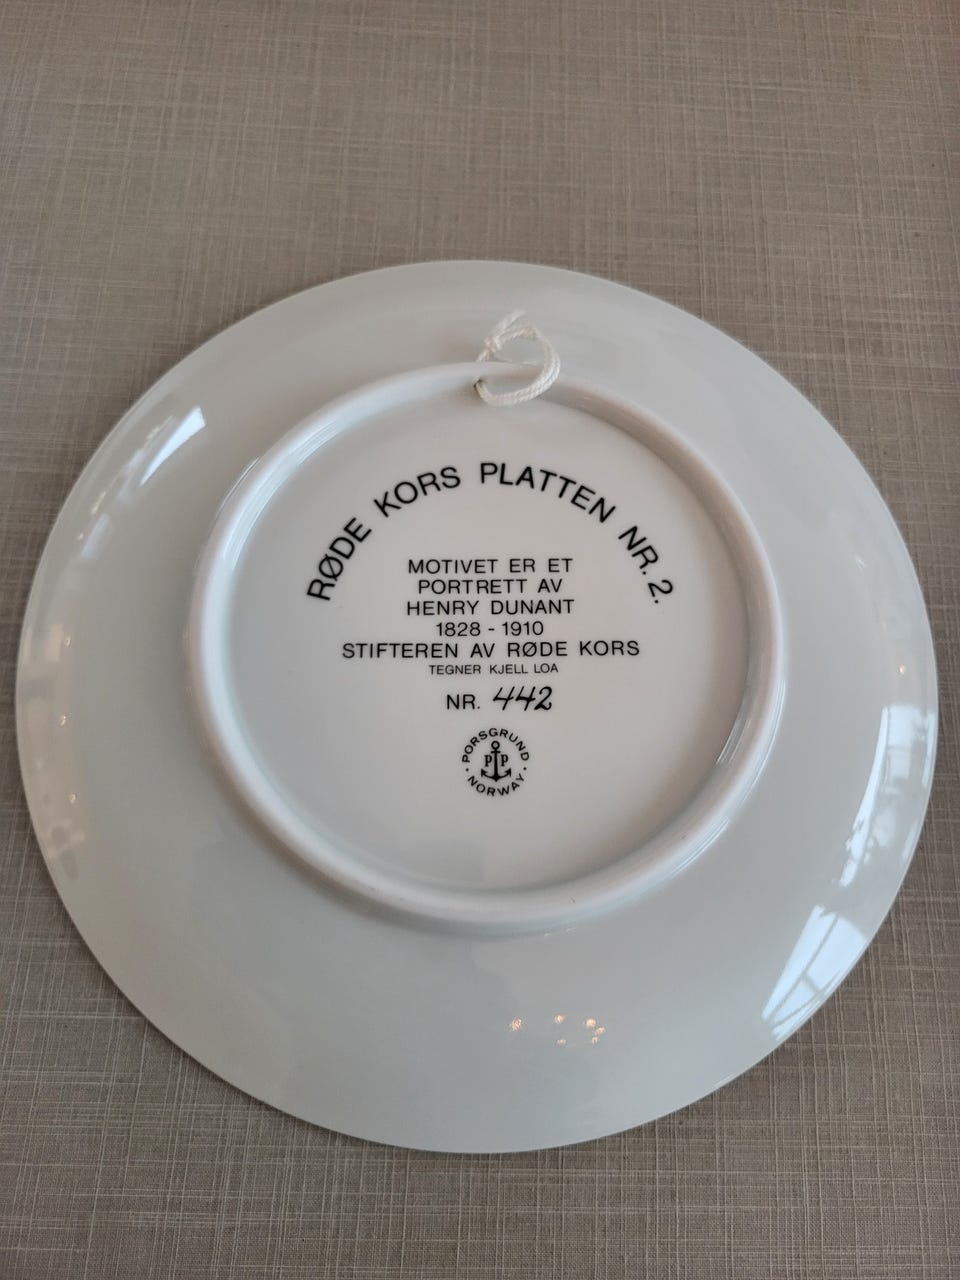 RØDE KORS PLATTEN NR. 2.
MOTIVET ER ET
PORTRETT AV
HENRY DUNANT
1828 - 1910
STIFTEREN AV RØDE KORS
TEGNER KJELL LOA
NR. 442
PORSGRUND
PP
NORWAY